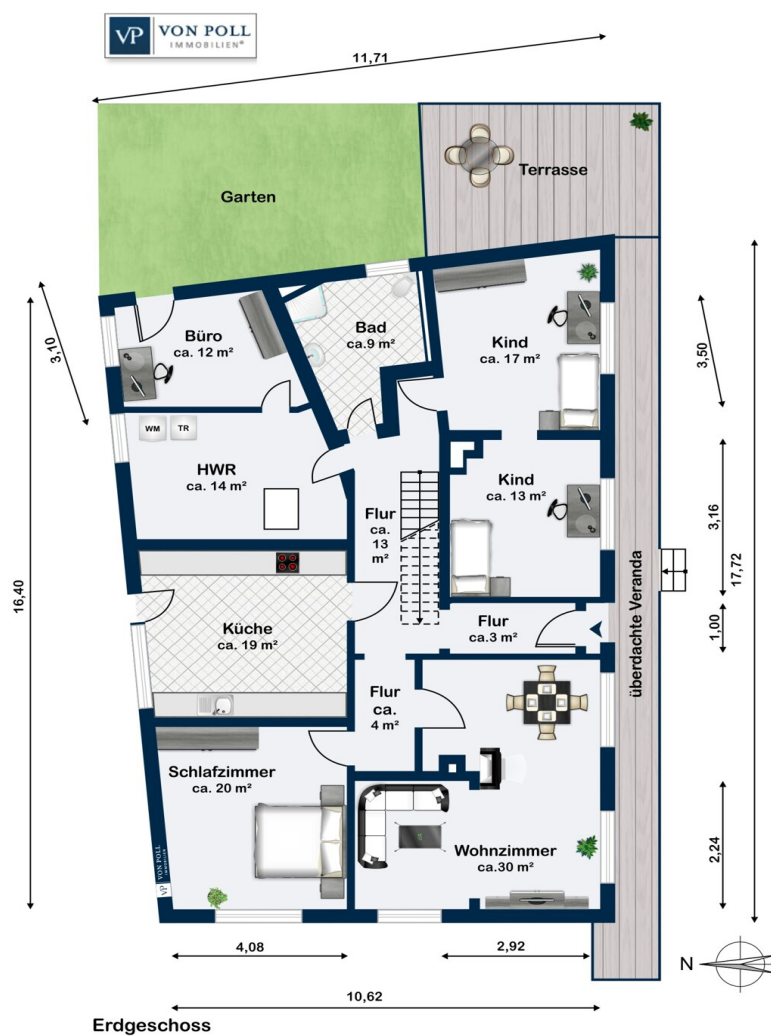 VP VON POLL
IMMOBILIEN®
11,71
Garten
Terrasse
3,10
Büro
ca. 12 m²
Bad
ca.9 m²
Kind
ca. 17 m²
3,50
WM
TR
HWR
ca. 14 m²
Kind
ca. 13 m²
Flur
ca.
13
m²
3,16
16,40
17,72
überdachte Veranda
Küche
ca. 19 m²
Flur
ca.3 m²
1,00
Flur
ca.
4 m²
Schlafzimmer
ca. 20 m²
Wohnzimmer
ca.30 m²
2,24
VP VON POLL
IMMOBILIEN
4,08
2,92
N
10,62
Erdgeschoss